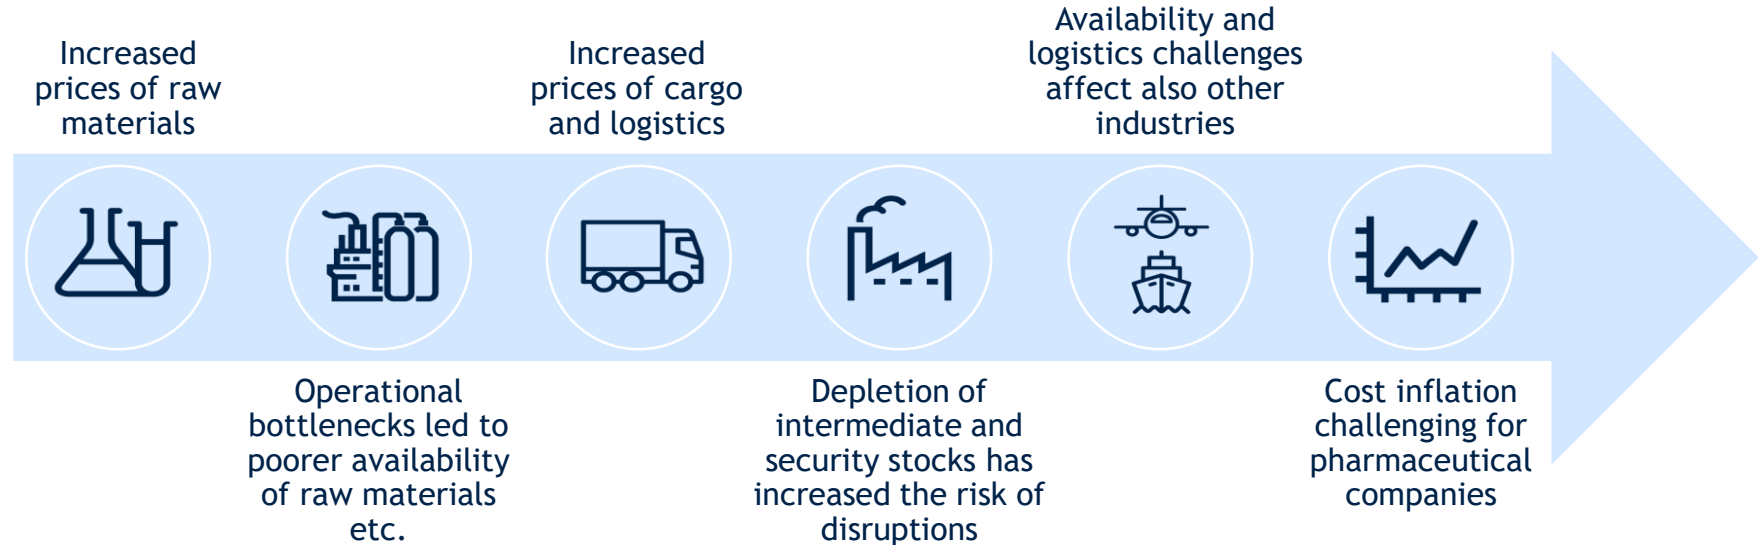 Increased
prices of raw
materials
Operational
bottlenecks led to
poorer availability
of raw materials
etc.
Increased
prices of cargo
and logistics
Depletion of
intermediate and
security stocks has
increased the risk of
disruptions
Availability and
logistics challenges
affect also other
industries
Cost inflation
challenging for
pharmaceutical
companies